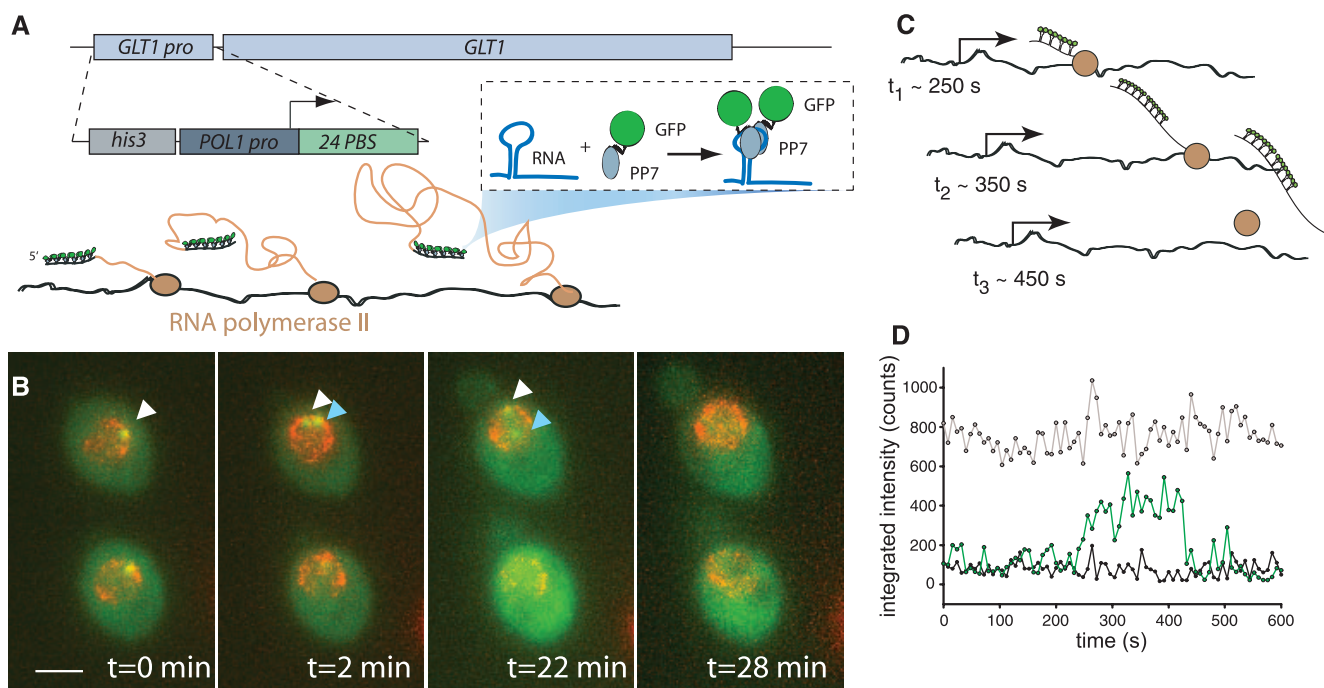 A
GLT1 pro
GLT1
his3
POL1 pro
24 PBS
RNA
+
GFP
PP7
GFP
PP7
5'
RNA polymerase II
B
t=0 min
t=2 min
t=22 min
t=28 min
C
t1 ~ 250 s
t2 ~ 350 s
t3 ~ 450 s
D
integrated intensity (counts)
1000
800
600
400
200
0
0 100 200 300 400 500 600
time (s)